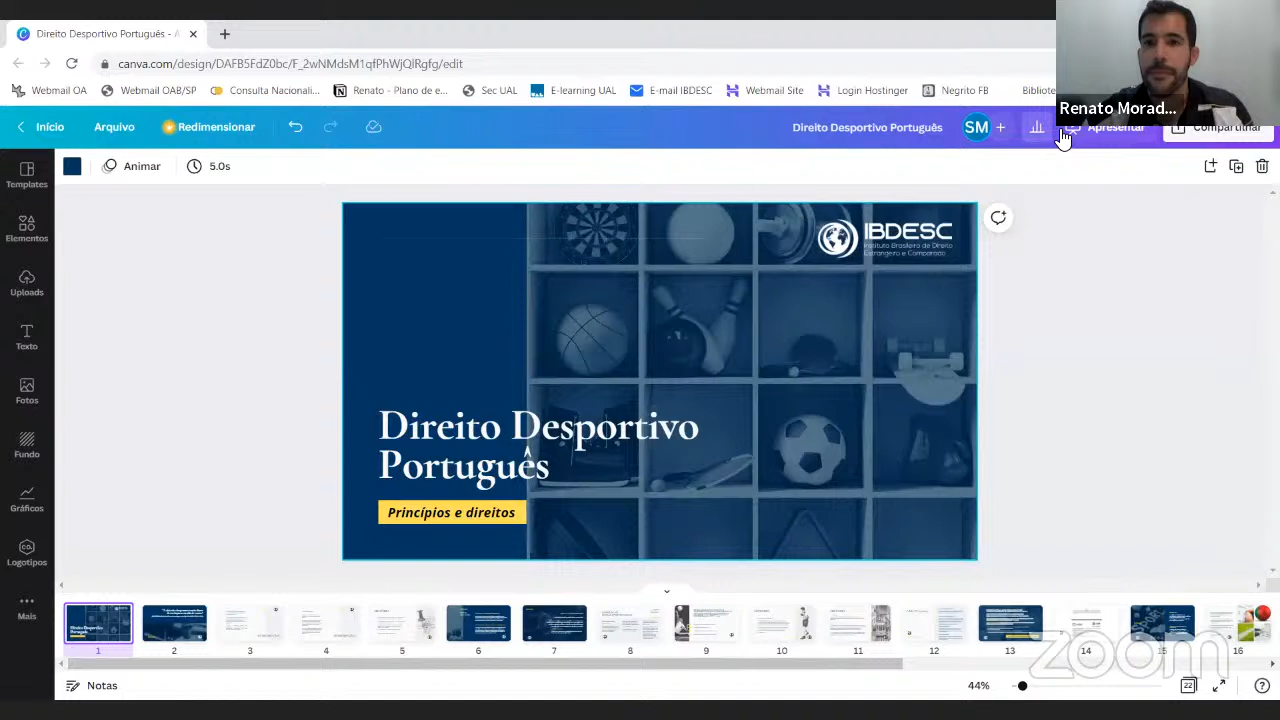 Direito Desportivo Português - A
canva.com/design/DAFB5FdZ0bc/F_2wNMdsM1qfPhWjQlRgfg/edit
Webmail OA
Webmail OAB/SP
Consulta Nacionali...
Renato - Plano de e...
Sec UAL
E-learning UAL
E-mail IBDESC
Webmail Site
Login Hostinger
Negrito FB
Bibliote
Renato Morad...
Início
Arquivo
Redimensionar
Direito Desportivo Português
SM
Apresentar
Compartilhar
Animar
5.0s
Templates
Elementos
Uploads
Texto
Fotos
Fundo
Gráficos
CO.
Logotipos
Mais
IBDESC
Instituto Brasileiro de Direito
Estrangeiro e Comparado
Direito Desportivo
Português
Princípios e direitos
1
2
3
4
5
6
7
8
9
10
11
12
13
14
15
16
Notas
44%
22
zoom